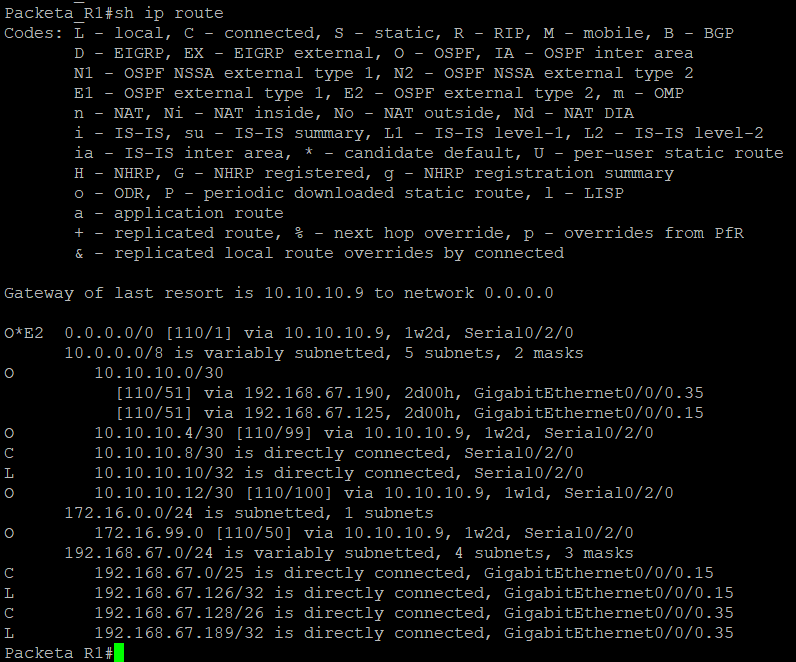 Packeta_R1#sh ip route
Codes: L - local, C - connected, S - static, R - RIP, M - mobile, B - BGP
       D - EIGRP, EX - EIGRP external, O - OSPF, IA - OSPF inter area
       N1 - OSPF NSSA external type 1, N2 - OSPF NSSA external type 2
       E1 - OSPF external type 1, E2 - OSPF external type 2, m - OMP
       n - NAT, Ni - NAT inside, No - NAT outside, Nd - NAT DIA
       i - IS-IS, su - IS-IS summary, L1 - IS-IS level-1, L2 - IS-IS level-2
       ia - IS-IS inter area, * - candidate default, U - per-user static route
       H - NHRP, G - NHRP registered, g - NHRP registration summary
       o - ODR, P - periodic downloaded static route, l - LISP
       a - application route
       + - replicated route, % - next hop override, p - overrides from PfR
       & - replicated local route overrides by connected

Gateway of last resort is 10.10.10.9 to network 0.0.0.0

O*E2  0.0.0.0/0 [110/1] via 10.10.10.9, 1w2d, Serial0/2/0
      10.0.0.0/8 is variably subnetted, 5 subnets, 2 masks
O        10.10.10.0/30
           [110/51] via 192.168.67.190, 2d00h, GigabitEthernet0/0/0.35
           [110/51] via 192.168.67.125, 2d00h, GigabitEthernet0/0/0.15
O        10.10.10.4/30 [110/99] via 10.10.10.9, 1w2d, Serial0/2/0
C        10.10.10.8/30 is directly connected, Serial0/2/0
L        10.10.10.10/32 is directly connected, Serial0/2/0
O        10.10.10.12/30 [110/100] via 10.10.10.9, 1w1d, Serial0/2/0
      172.16.0.0/24 is subnetted, 1 subnets
O        172.16.99.0 [110/50] via 10.10.10.9, 1w2d, Serial0/2/0
      192.168.67.0/24 is variably subnetted, 4 subnets, 3 masks
C        192.168.67.0/25 is directly connected, GigabitEthernet0/0/0.15
L        192.168.67.126/32 is directly connected, GigabitEthernet0/0/0.15
C        192.168.67.128/26 is directly connected, GigabitEthernet0/0/0.35
L        192.168.67.189/32 is directly connected, GigabitEthernet0/0/0.35
Packeta R1#